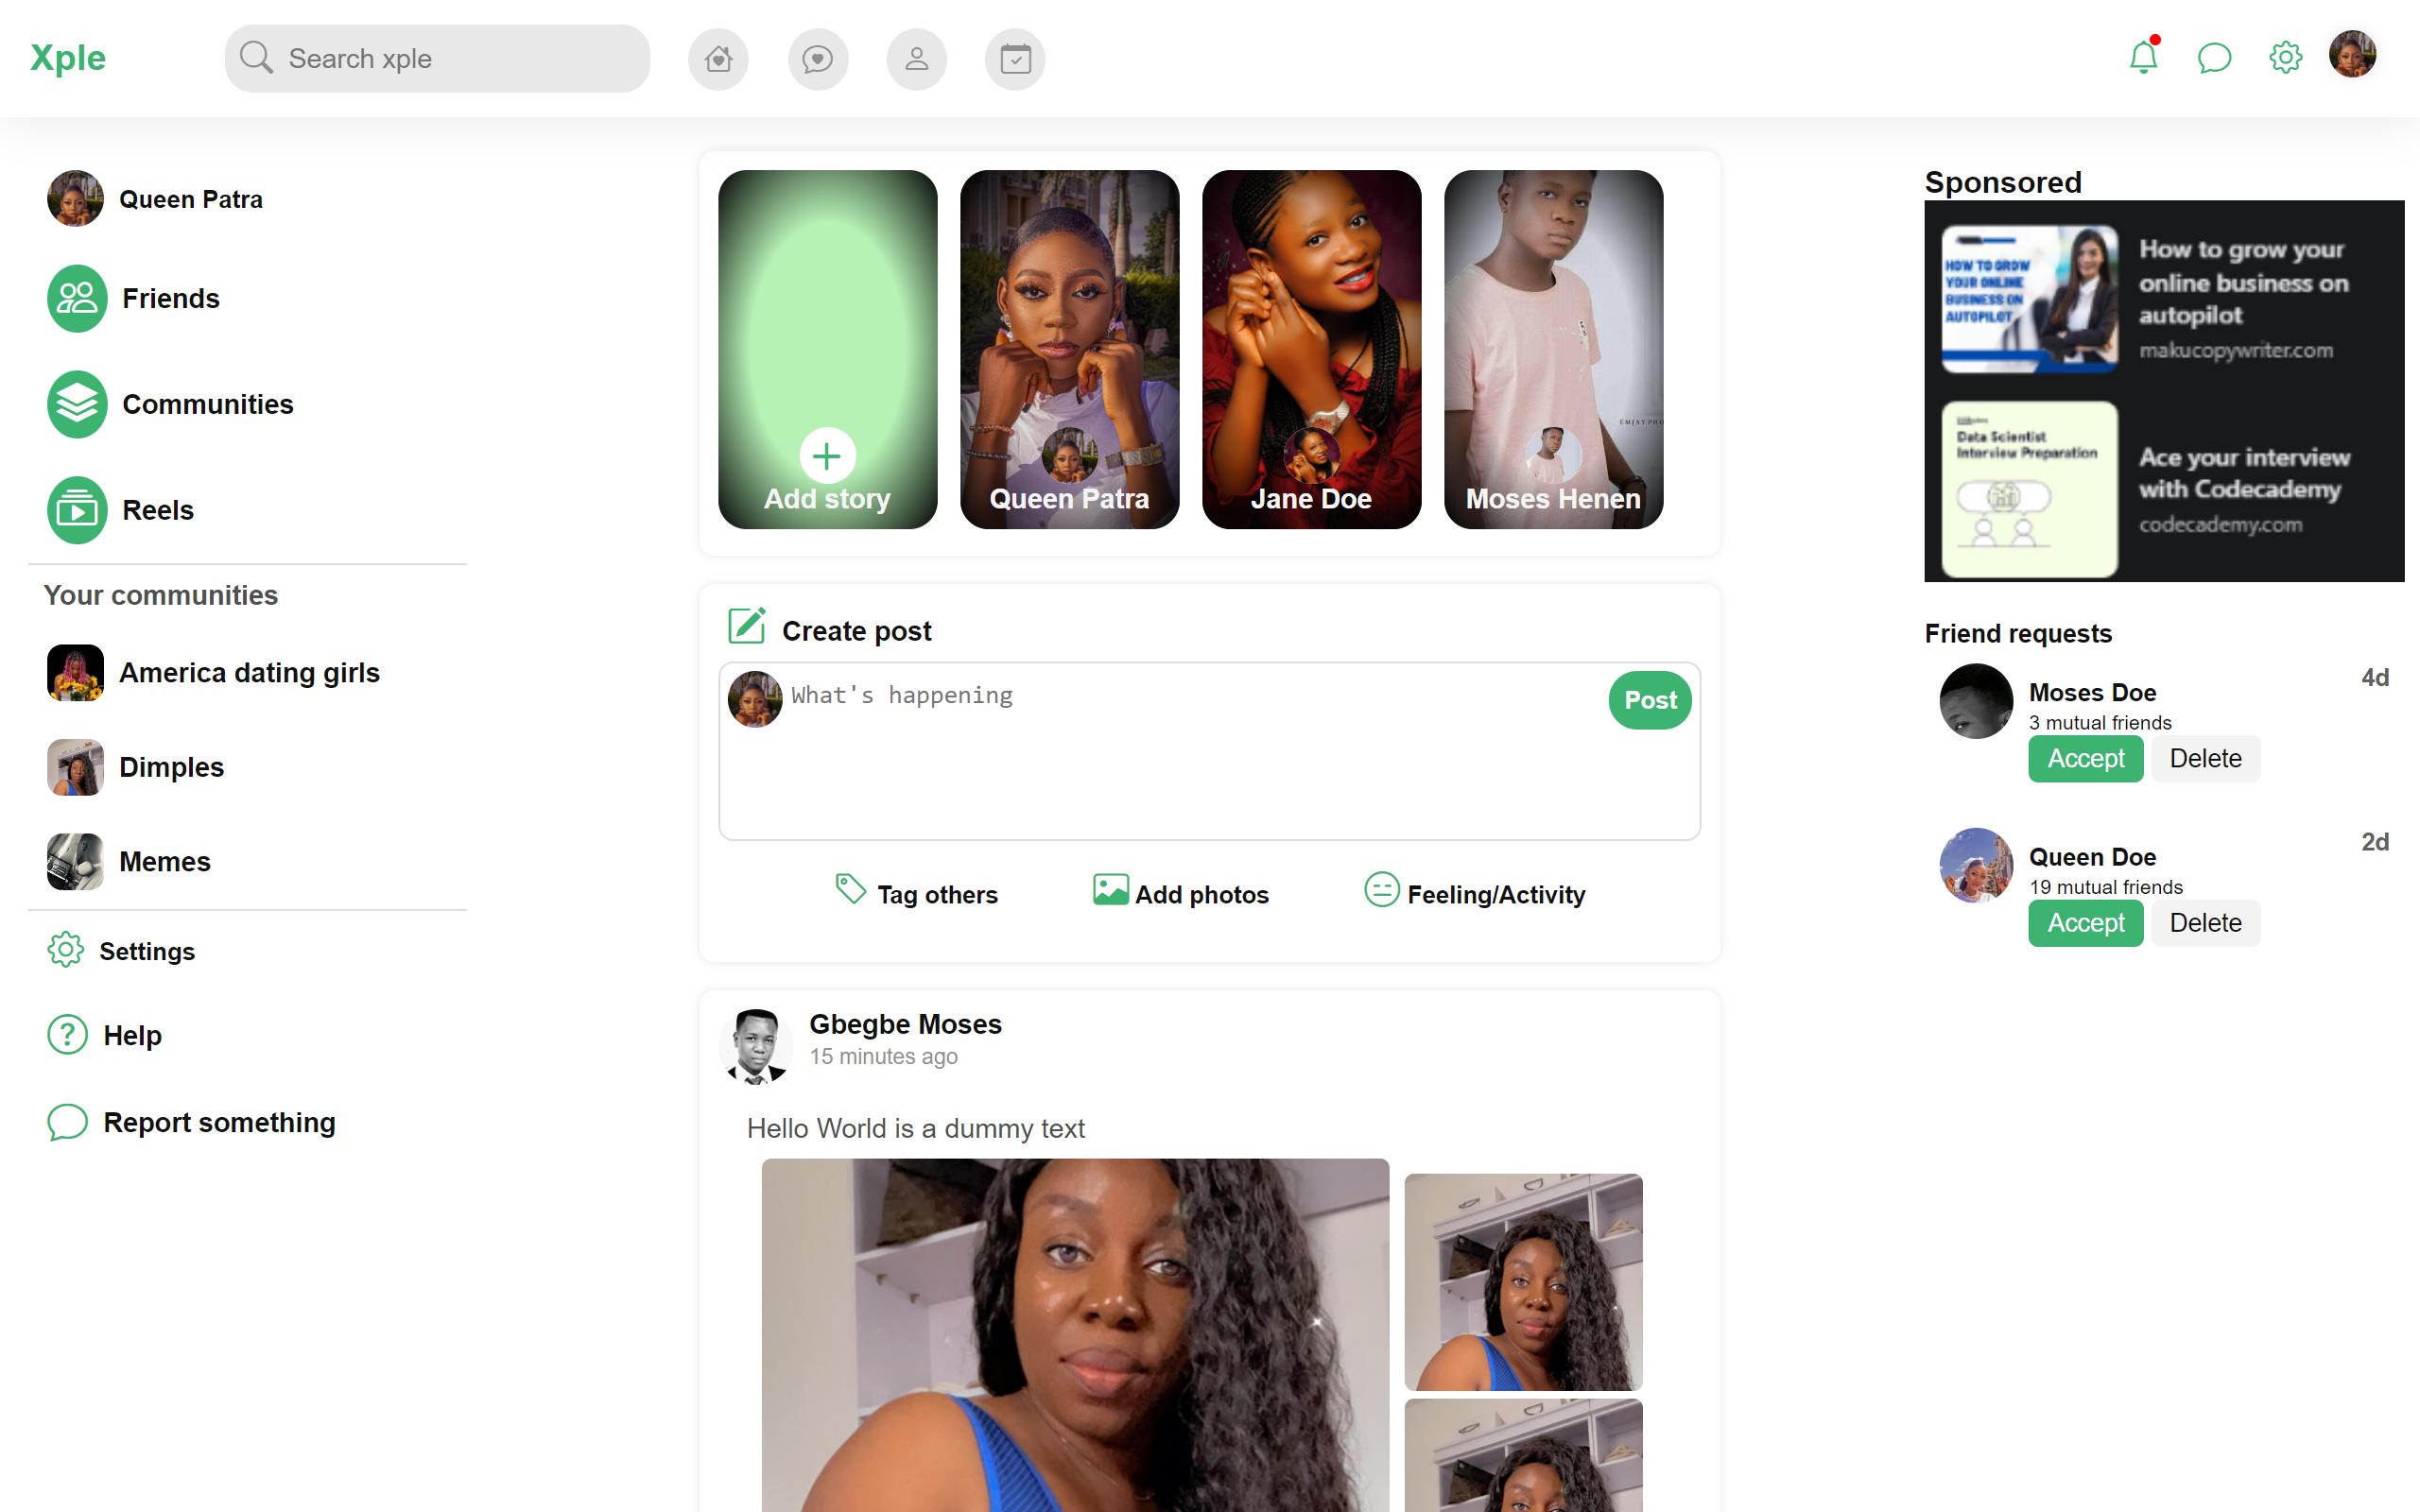 Xple
Search xple
Queen Patra
Friends
Communities
Reels
Your communities
America dating girls
Dimples
Memes
Settings
Help
Report something
Add story
Queen Patra
Jane Doe
Moses Henen
Create post
What's happening
Post
Tag others
Add photos
Feeling/Activity
Gbegbe Moses
15 minutes ago
Hello World is a dummy text
Sponsored
HOW TO GROW
YOUR ONLINE
BUSINESS ON
AUTOPILOT
How to grow your
online business on
autopilot
makucopywriter.com
Data Scientist
Interview Preparation
Ace your interview
with Codecademy
codecademy.com
Friend requests
Moses Doe
4d
3 mutual friends
Accept
Delete
Queen Doe
2d
19 mutual friends
Accept
Delete